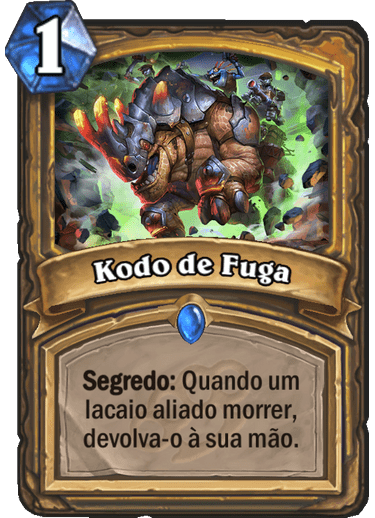 1
Kodo de Fuga
Segredo: Quando um
lacaio aliado morrer,
devolva-o à sua mão.